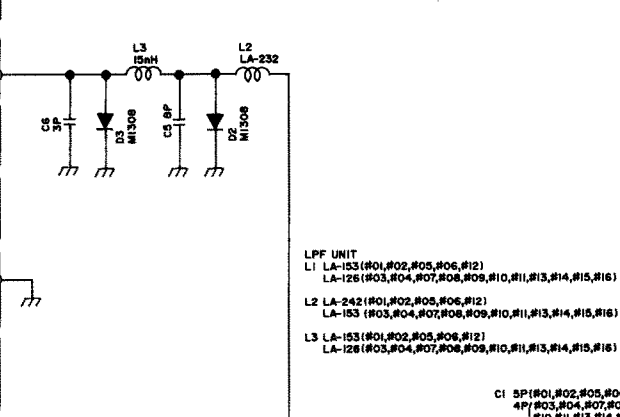 L3
15nH
L2
LA-232
C6
3P
D3
MI308
C5 8P
D2
MI308
LPF UNIT
L1 LA-153(#01,#02,#05,#06,#12)
LA-126(#03,#04,#07,#08,#09,#10,#11,#13,#14,#15,#16)
L2 LA-242(#01,#02,#05,#06,#12)
LA-153 (#03,#04,#07,#08,#09,#10,#11,#13,#14,#15,#16)
L3 LA-153(#01,#02,#05,#06,#12)
LA-126(#03,#04,#07,#08,#09,#10,#11,#13,#14,#15,#16)
C1 5P(#01,#02,#05,#0
4P(#03,#04,#07,#0